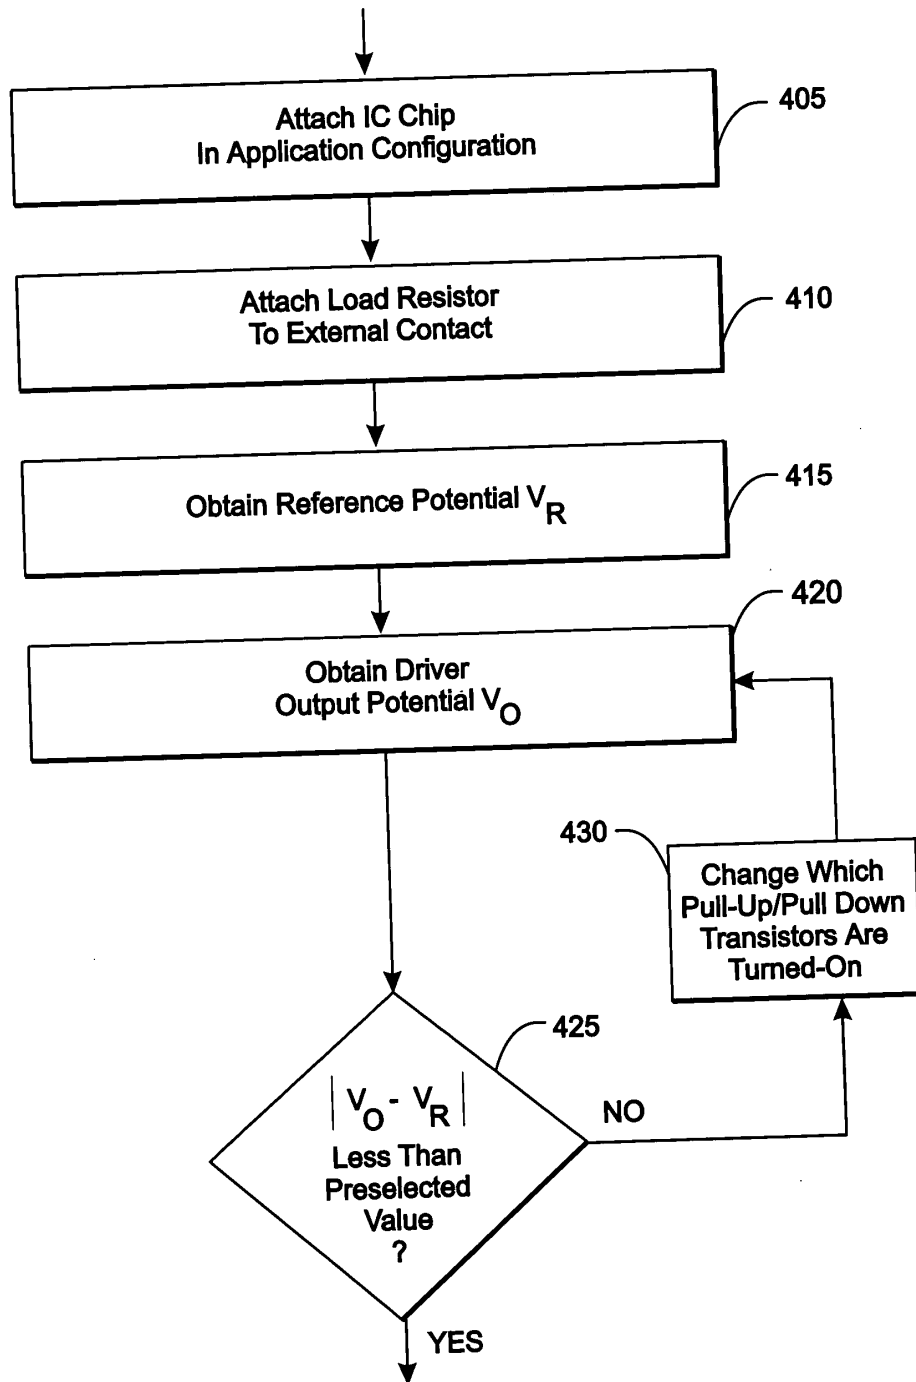 Attach IC Chip
In Application Configuration
405
Attach Load Resistor
To External Contact
410
Obtain Reference Potential VR
415
420
Obtain Driver
Output Potential VO
430
Change Which
Pull-Up/Pull Down
Transistors Are
Turned-On
425
| VO - VR |
Less Than
Preselected
Value
?
NO
YES